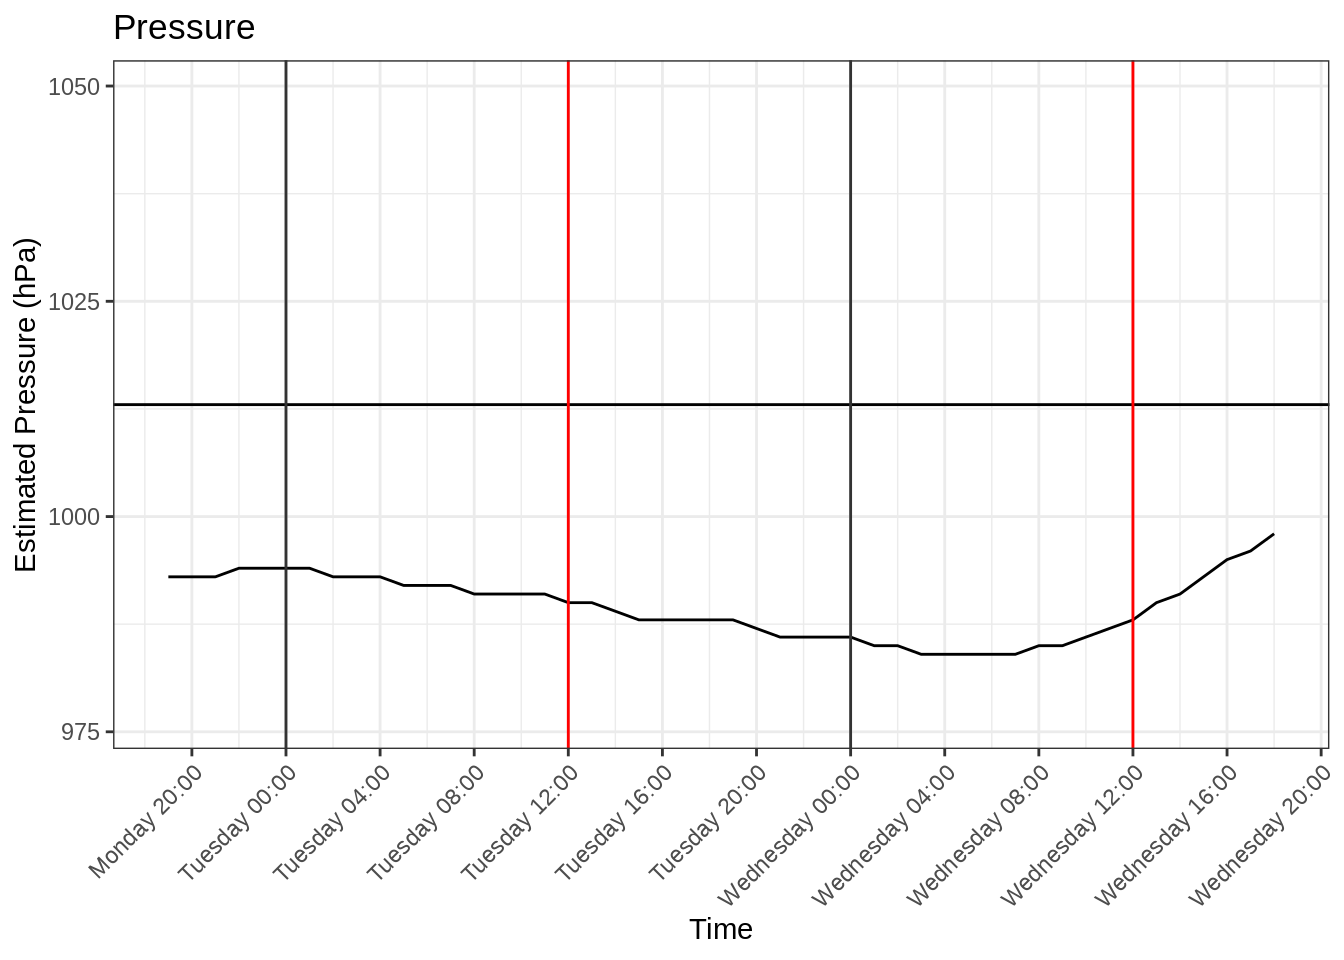 Pressure
Estimated Pressure (hPa)
1050
1025
1000
975
Monday 20:00
Tuesday 00:00
Tuesday 04:00
Tuesday 08:00
Tuesday 12:00
Tuesday 16:00
Tuesday 20:00
Wednesday 00:00
Wednesday 04:00
Wednesday 08:00
Wednesday 12:00
Wednesday 16:00
Wednesday 20:00
Time